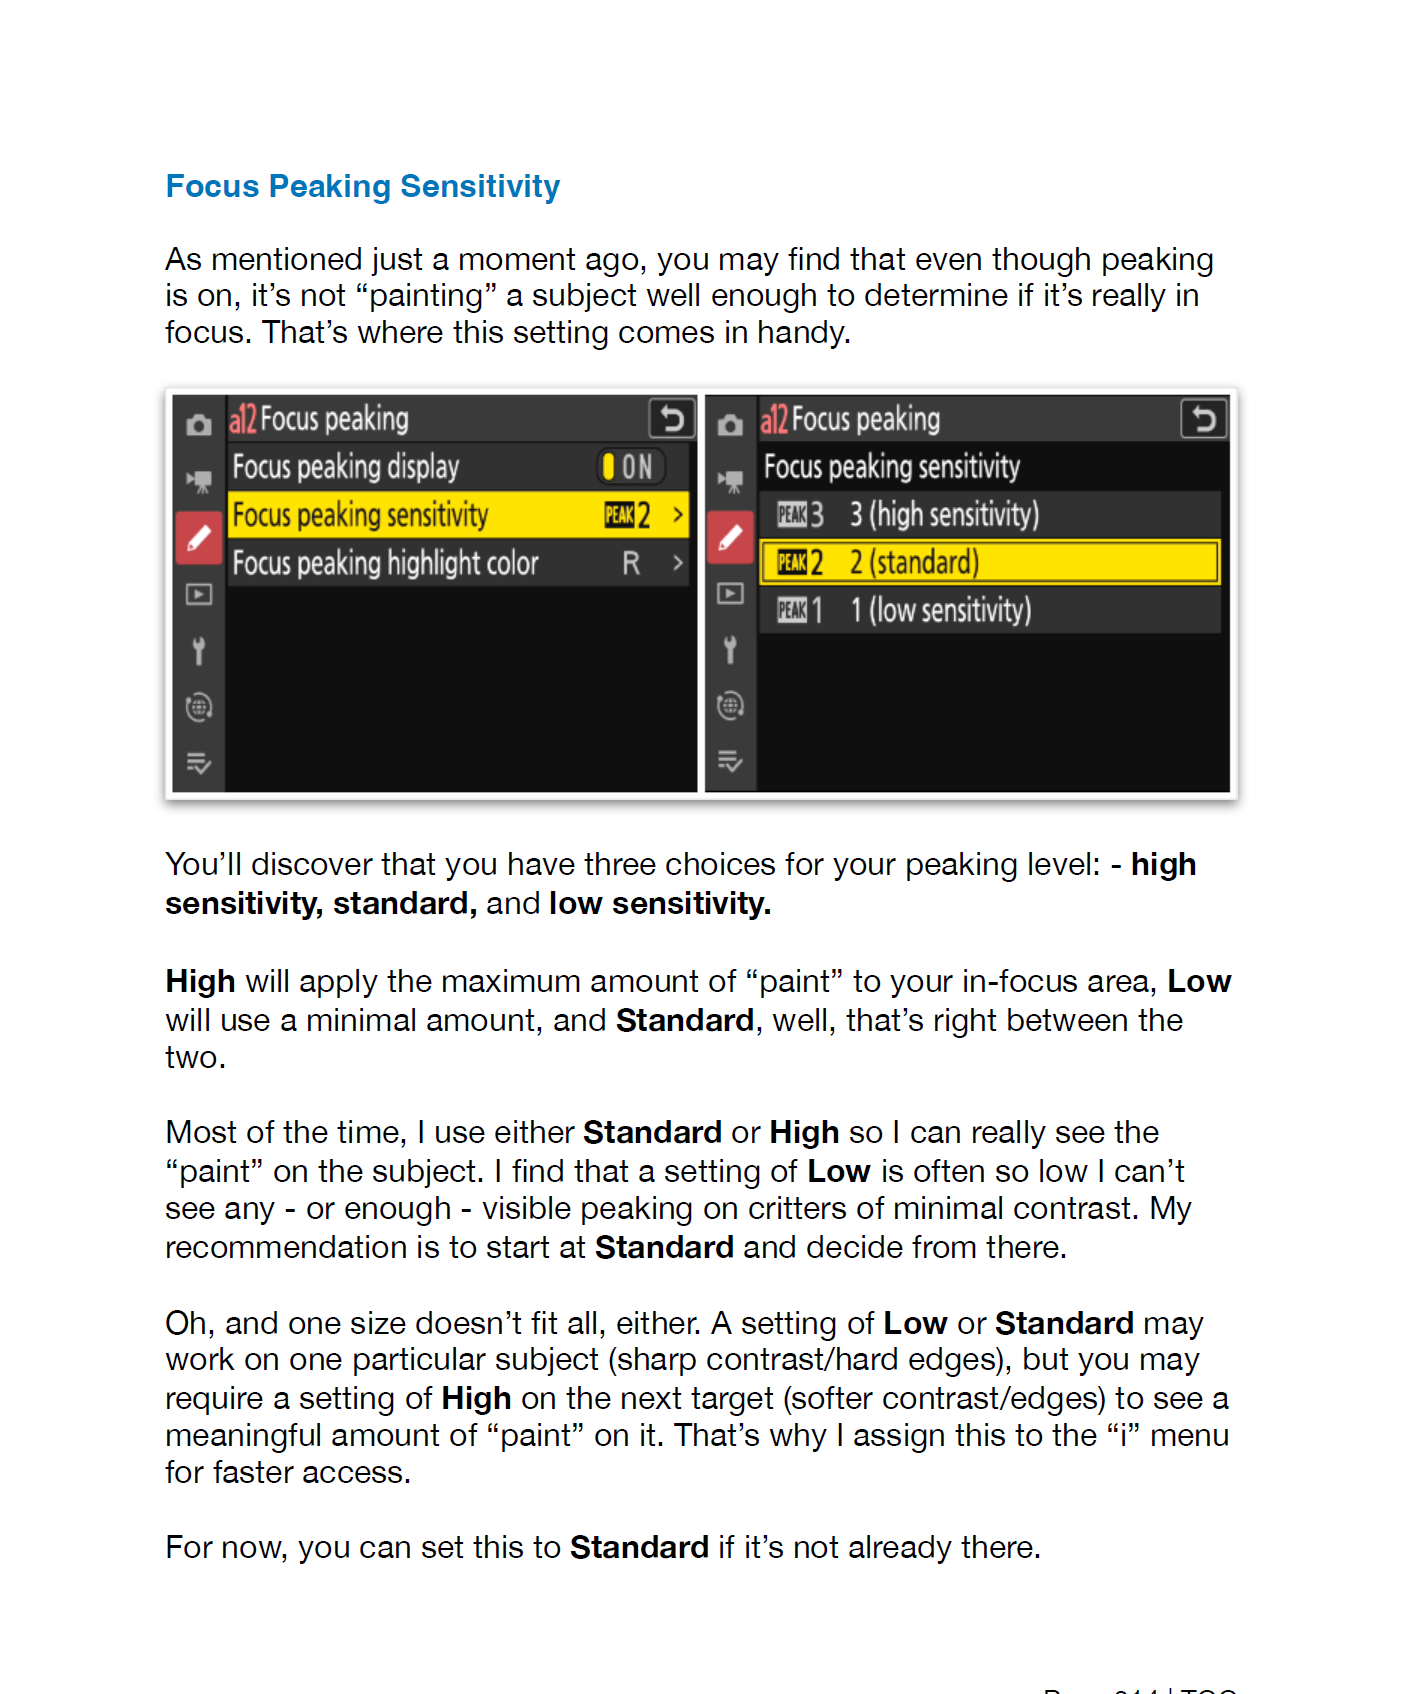 Focus Peaking Sensitivity
As mentioned just a moment ago, you may find that even though peaking
is on, it’s not “painting” a subject well enough to determine if it’s really in
focus. That’s where this setting comes in handy.
a12 Focus peaking
Focus peaking display ON
Focus peaking sensitivity PEAK 2 >
Focus peaking highlight color R >
a12 Focus peaking
Focus peaking sensitivity
PEAK 3 3 (high sensitivity)
PEAK 2 2 (standard)
PEAK 1 1 (low sensitivity)
You’ll discover that you have three choices for your peaking level: - high
sensitivity, standard, and low sensitivity.
High will apply the maximum amount of “paint” to your in-focus area, Low
will use a minimal amount, and Standard, well, that’s right between the
two.
Most of the time, I use either Standard or High so I can really see the
“paint” on the subject. I find that a setting of Low is often so low I can’t
see any - or enough - visible peaking on critters of minimal contrast. My
recommendation is to start at Standard and decide from there.
Oh, and one size doesn’t fit all, either. A setting of Low or Standard may
work on one particular subject (sharp contrast/hard edges), but you may
require a setting of High on the next target (softer contrast/edges) to see a
meaningful amount of “paint” on it. That’s why I assign this to the “i” menu
for faster access.
For now, you can set this to Standard if it’s not already there.